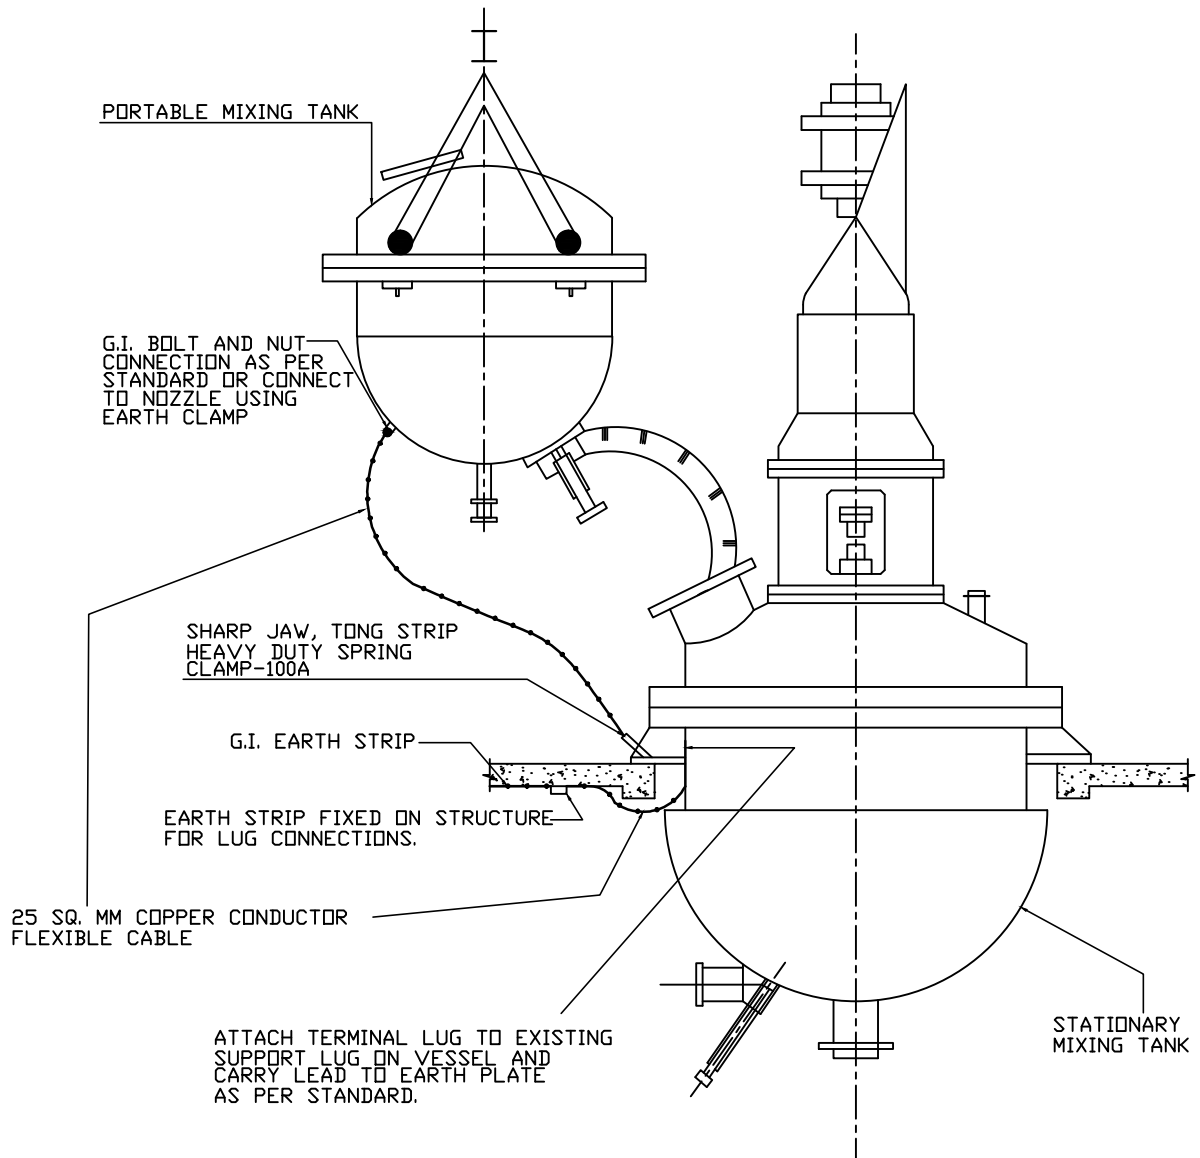 PORTABLE MIXING TANK
G.I. BOLT AND NUT
CONNECTION AS PER
STANDARD OR CONNECT
TO NOZZLE USING
EARTH CLAMP
SHARP JAW, TONG STRIP
HEAVY DUTY SPRING
CLAMP-100A
G.I. EARTH STRIP
EARTH STRIP FIXED ON STRUCTURE
FOR LUG CONNECTIONS.
25 SQ. MM COPPER CONDUCTOR
FLEXIBLE CABLE
ATTACH TERMINAL LUG TO EXISTING
SUPPORT LUG ON VESSEL AND
CARRY LEAD TO EARTH PLATE
AS PER STANDARD.
STATIONARY
MIXING TANK